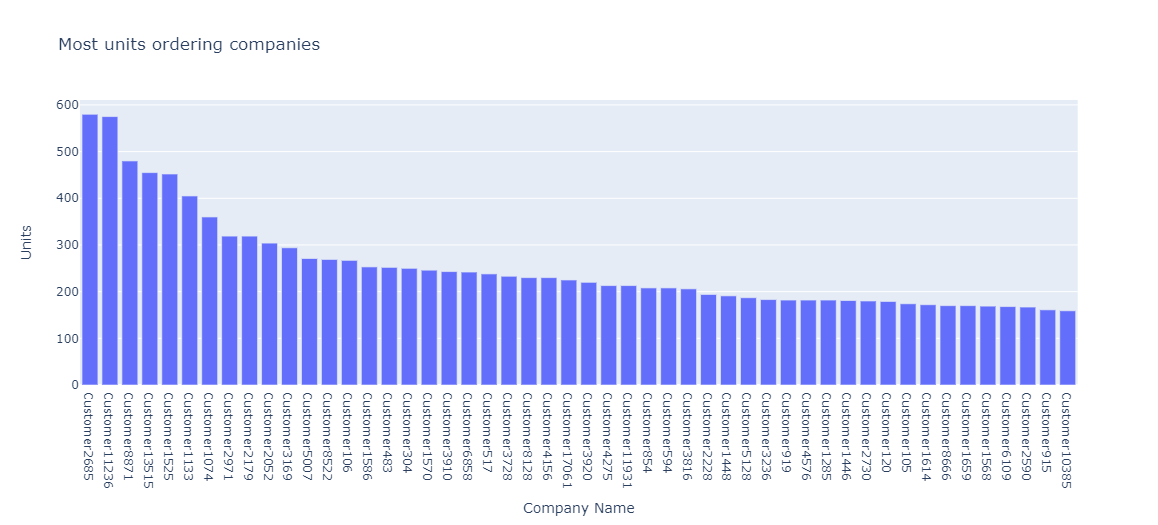 Most units ordering companies
600
500
400
300
200
100
0
Units
Customer2685
Customer11236
Customer8871
Customer13515
Customer1525
Customer1133
Customer10774
Customer2971
Customer2179
Customer20552
Customer3169
Customer5007
Customer8522
Customer106
Customer1586
Customer483
Customer304
Customer1570
Customer3910
Customer6858
Customer517
Customer3728
Customer8128
Customer4156
Customer17061
Customer3920
Customer4275
Customer11931
Customer854
Customer594
Customer3816
Customer2228
Customer1448
Customer5128
Customer3236
Customer919
Customer4576
Customer1285
Customer1446
Customer2730
Customer120
Customer105
Customer1614
Customer8666
Customer1659
Customer1568
Customer6109
Customer2590
Customer915
Customer10385
Company Name